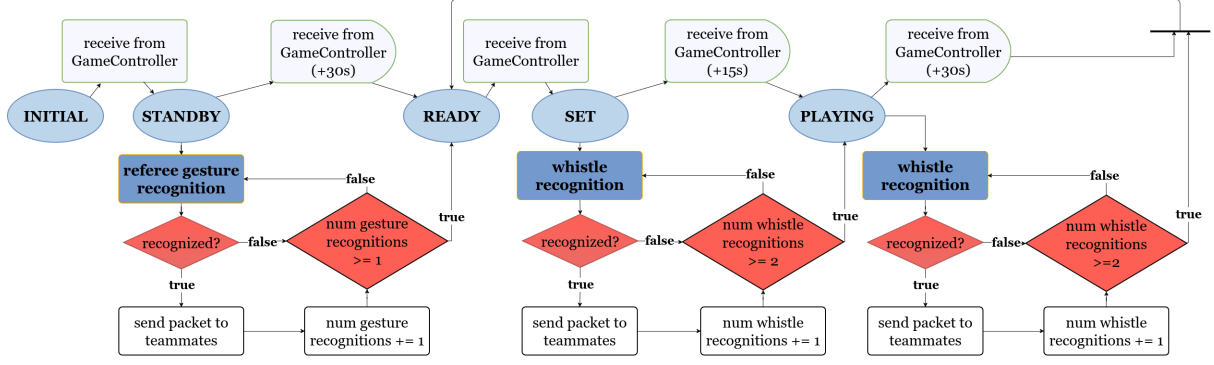 receive from
GameController
receive from
GameController
(+30s)
receive from
GameController
receive from
GameController
(+15s)
receive from
GameController
(+30s)
INITIAL
STANDBY
READY
SET
PLAYING
referee gesture
recognition
false
whistle
recognition
false
whistle
recognition
false
recognized?
false
num gesture
recognitions
>= 1
true
recognized?
false
num whistle
recognitions
>= 2
true
recognized?
false
num whistle
recognitions
>=2
true
true
true
true
send packet to
teammates
num gesture
recognitions += 1
send packet to
teammates
num whistle
recognitions += 1
send packet to
teammates
num whistle
recognitions += 1